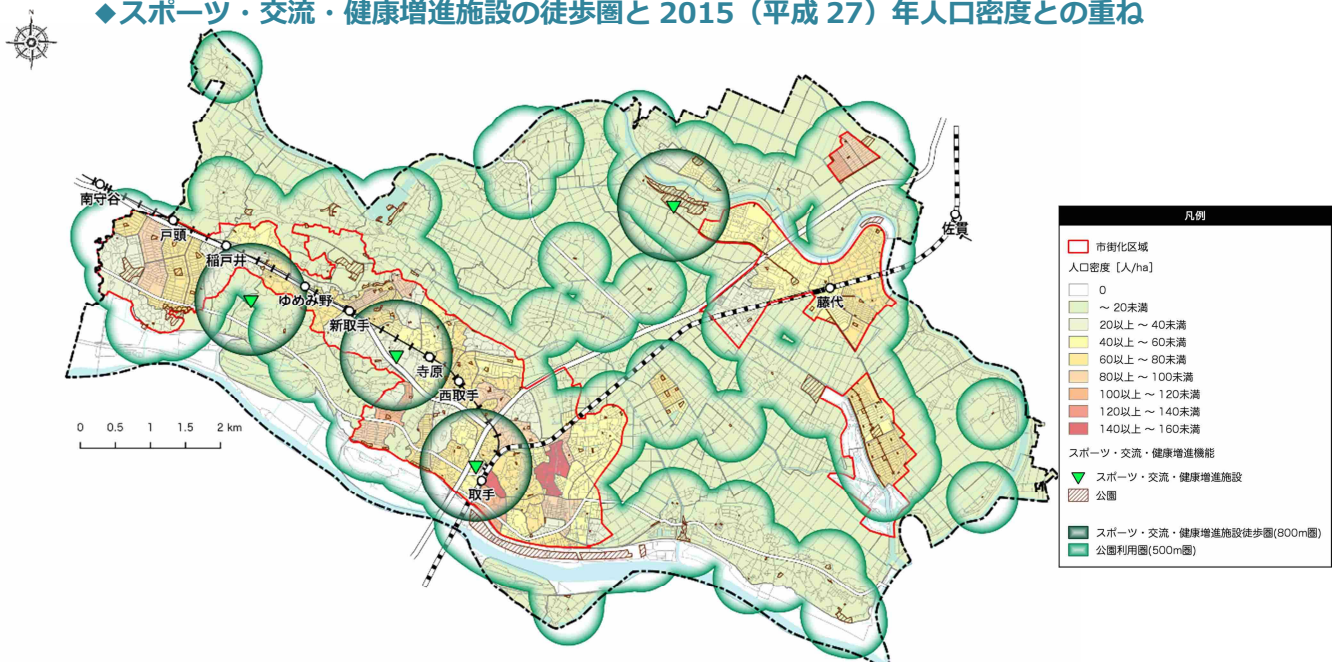 ◆スポーツ・交流・健康増進施設の徒歩圏と 2015（平成 27）年人口密度との重ね
N
南守谷
戸頭
稲戸井
ゆめみ野
新取手
寺原
西取手
取手
藤代
佐貫
0 0.5 1 1.5 2 km
凡例
市街化区域
人口密度［人/ha］
0
～ 20未満
20以上 ～ 40未満
40以上 ～ 60未満
60以上 ～ 80未満
80以上 ～ 100未満
100以上 ～ 120未満
120以上 ～ 140未満
140以上 ～ 160未満
スポーツ・交流・健康増進機能
スポーツ・交流・健康増進施設
公園
スポーツ・交流・健康増進施設徒歩圏(800m圏)
公園利用圏(500m圏)